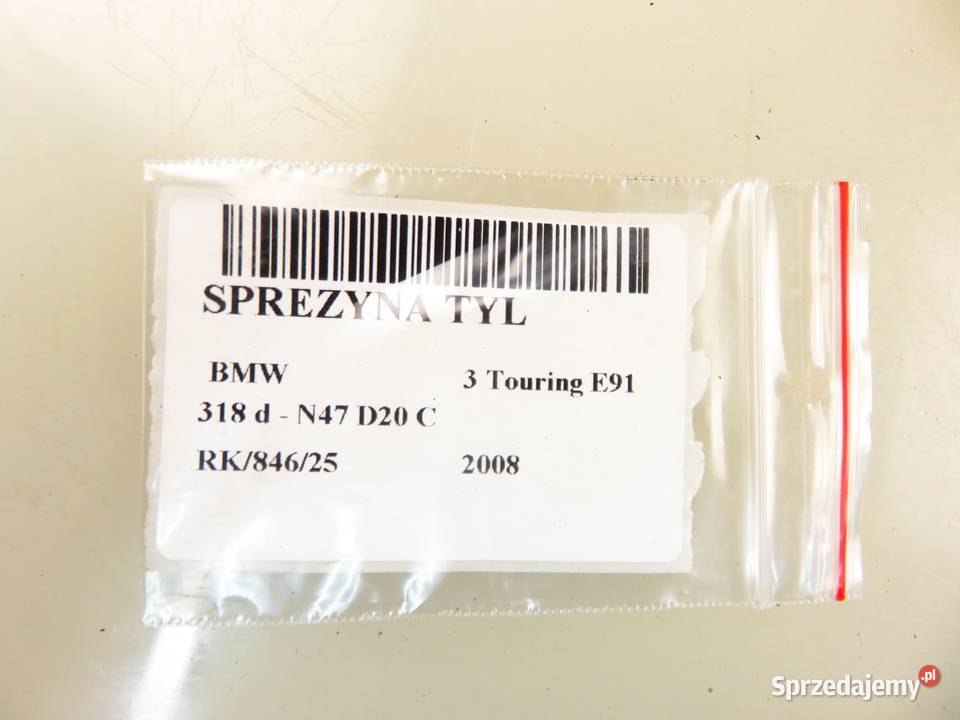 SPREZYNA TYL
BMW 3 Touring E91
318 d - N47 D20 C
RK/846/25 2008
Sprzedajemy.pl